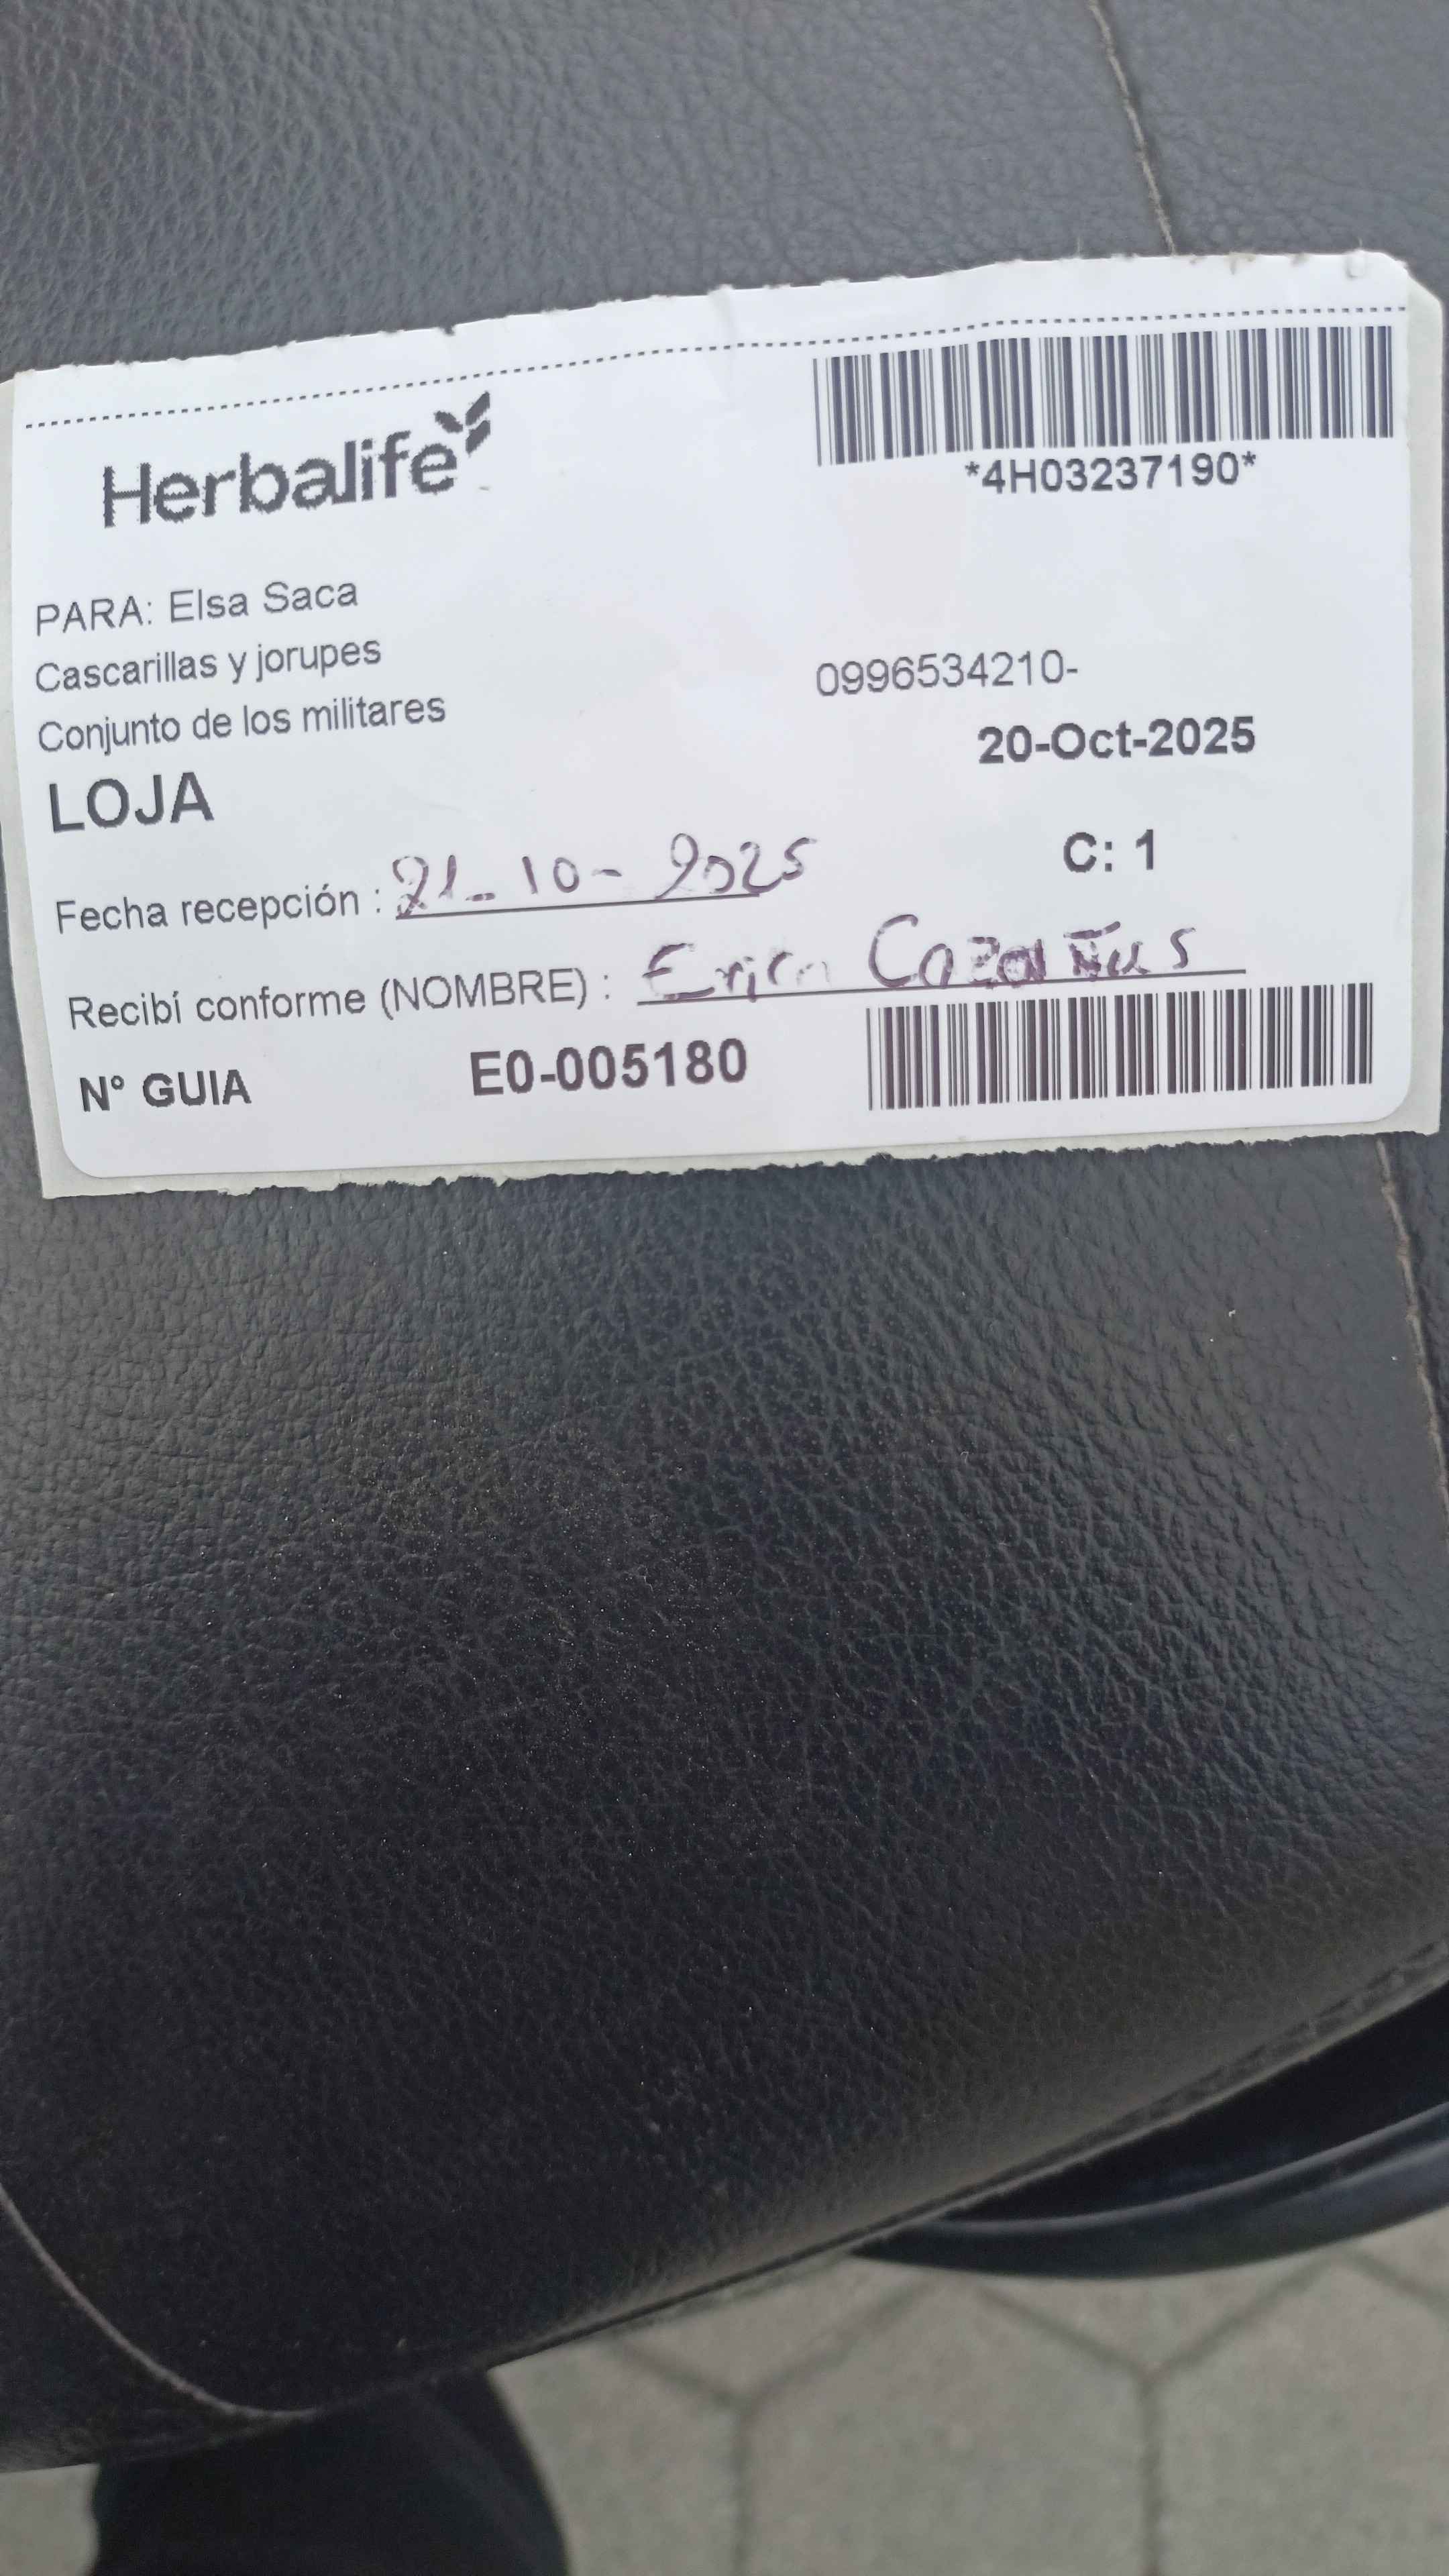 Herbalife
*4H03237190*
PARA: Elsa Saca
Cascarillas y jorupes
0996534210-
Conjunto de los militares
20-Oct-2025
LOJA
C: 1
Fecha recepción : 21-10-2025
Recibí conforme (NOMBRE) : Erica
N° GUIA E0-005180